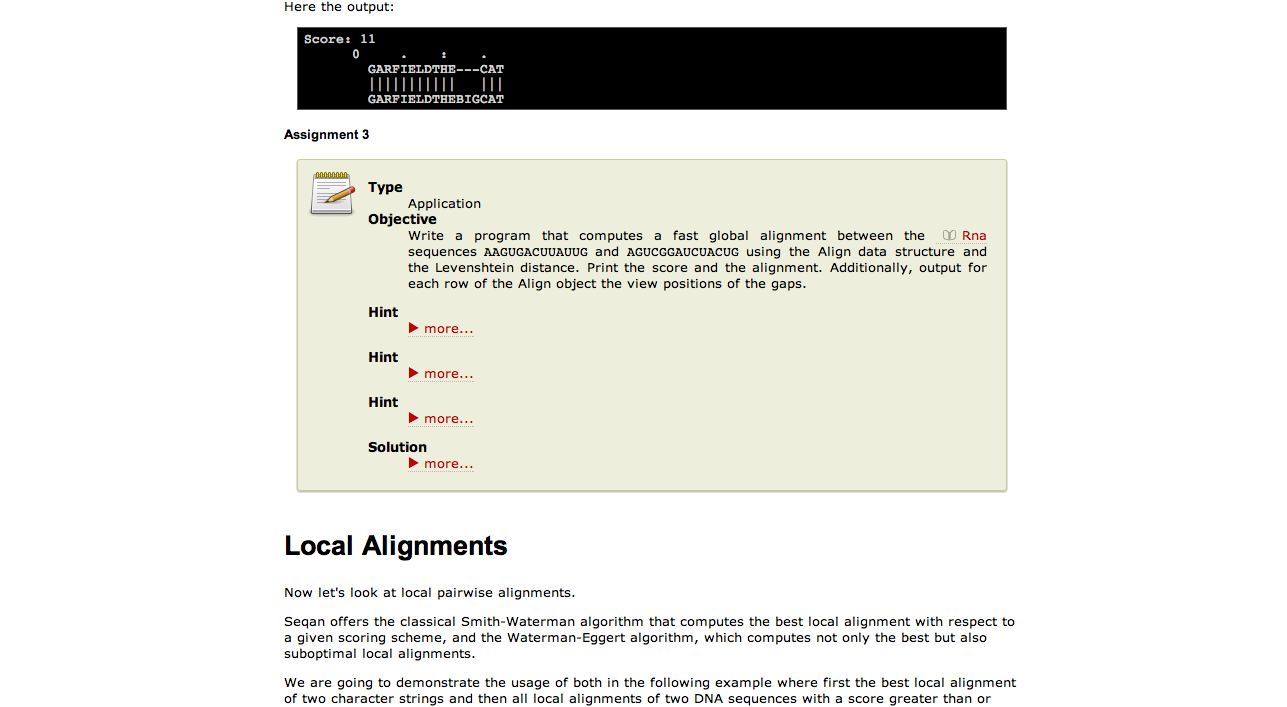 Here the output:
Score: 11
0 . : .
GARFIELDTHE---CAT
||||||||||| |||
GARFIELDTHEBIGCAT
Assignment 3
Type
Application
Objective
Write a program that computes a fast global alignment between the Rna
sequences AAGUGACUUAUUG and AGUCGGAUCUACUG using the Align data structure and
the Levenshtein distance. Print the score and the alignment. Additionally, output for
each row of the Align object the view positions of the gaps.
Hint
more...
Hint
more...
Hint
more...
Solution
more...
Local Alignments
Now let's look at local pairwise alignments.
Seqan offers the classical Smith-Waterman algorithm that computes the best local alignment with respect to
a given scoring scheme, and the Waterman-Eggert algorithm, which computes not only the best but also
suboptimal local alignments.
We are going to demonstrate the usage of both in the following example where first the best local alignment
of two character strings and then all local alignments of two DNA sequences with a score greater than or